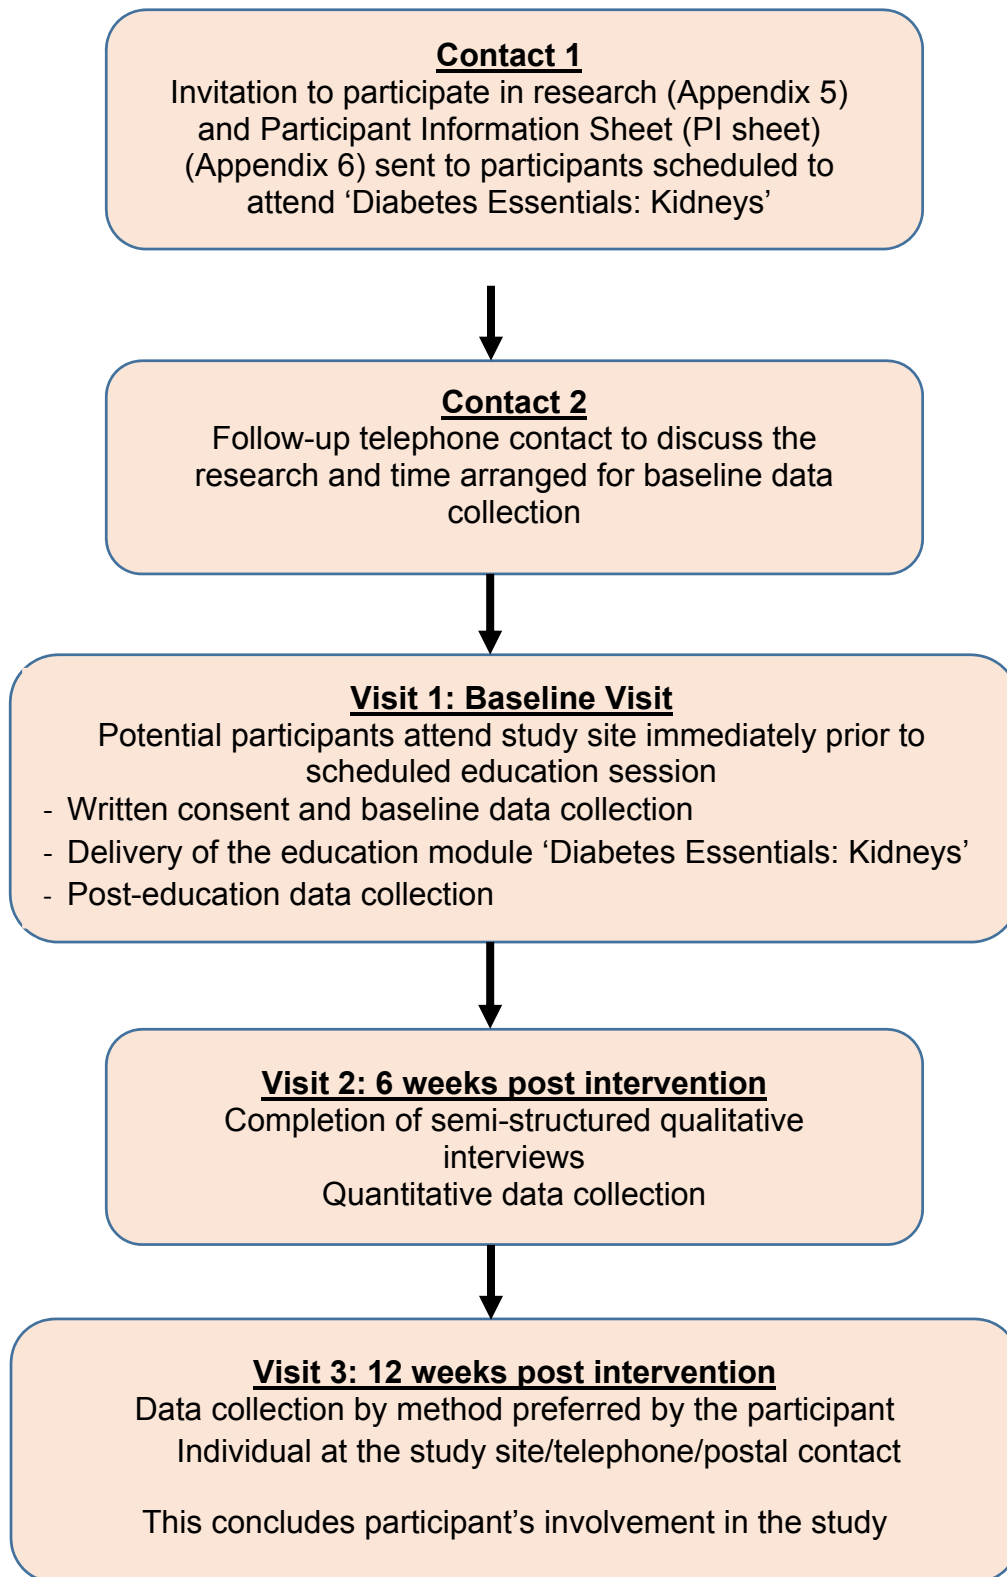 Contact 1
Invitation to participate in research (Appendix 5)
and Participant Information Sheet (PI sheet)
(Appendix 6) sent to participants scheduled to
attend ‘Diabetes Essentials: Kidneys’
Contact 2
Follow-up telephone contact to discuss the
research and time arranged for baseline data
collection
Visit 1: Baseline Visit
Potential participants attend study site immediately prior to
scheduled education session
- Written consent and baseline data collection
- Delivery of the education module ‘Diabetes Essentials: Kidneys’
- Post-education data collection
Visit 2: 6 weeks post intervention
Completion of semi-structured qualitative
interviews
Quantitative data collection
Visit 3: 12 weeks post intervention
Data collection by method preferred by the participant
Individual at the study site/telephone/postal contact
This concludes participant’s involvement in the study